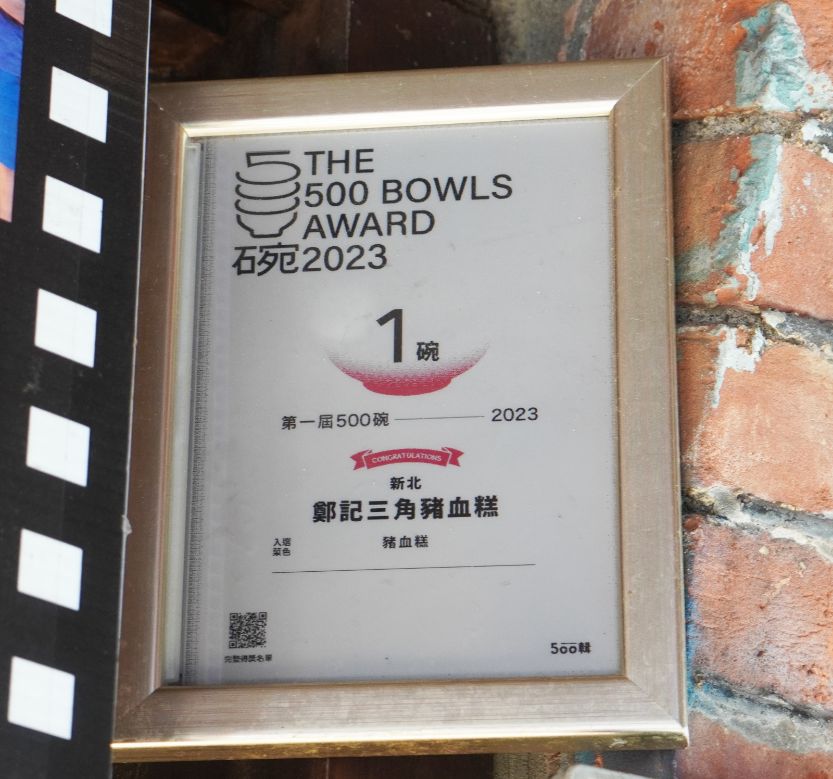 THE
500 BOWLS
AWARD
碗2023
1碗
第一屆500碗 2023
CONGRATULATIONS
新北
鄭記三角豬血糕
入選
菜色
豬血糕
完整得獎名單
500輯